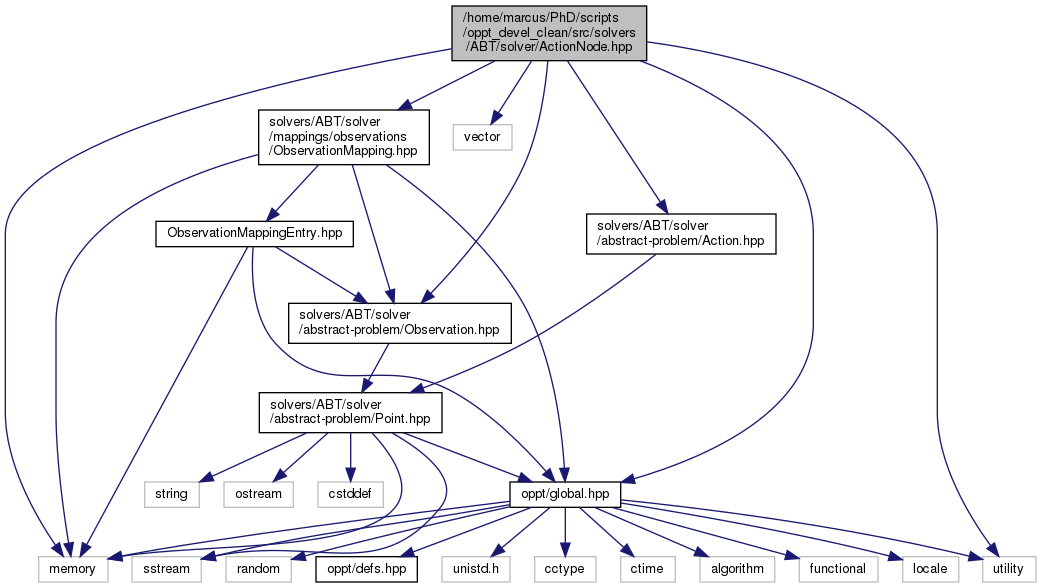 /home/marcus/PhD/scripts
/oppt_devel_clean/src/solvers
/ABT/solver/ActionNode.hpp
solvers/ABT/solver
/mappings/observations
/ObservationMapping.hpp
vector
ObservationMappingEntry.hpp
solvers/ABT/solver
/abstract-problem/Action.hpp
solvers/ABT/solver
/abstract-problem/Observation.hpp
solvers/ABT/solver
/abstract-problem/Point.hpp
string
ostream
cstddef
oppt/global.hpp
memory
sstream
random
oppt/defs.hpp
unistd.h
cctype
ctime
algorithm
functional
locale
utility